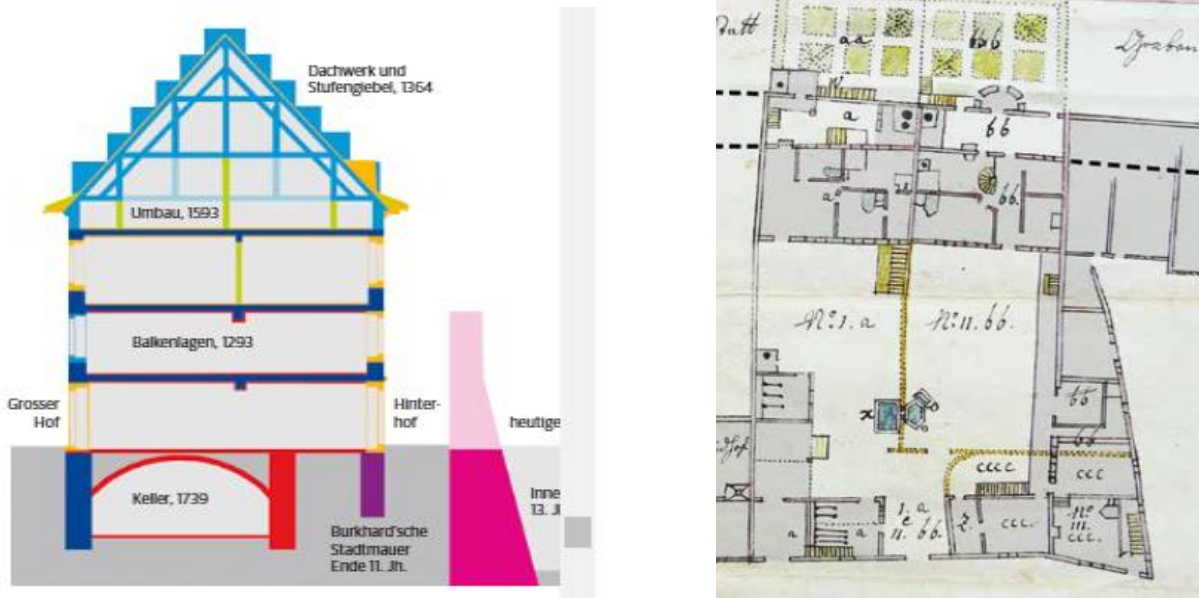 Dachwerk und
Stufengiebel, 1364
Umbau, 1593
Balkenlagen, 1293
Grosser
Hof
Hinter-
hof
heutige
Keller, 1739
Inne
13. J
Burkhard'sche
Stadtmauer
Ende 11. Jh.
Graben
aa
bbb
a
bb
a
bb.
No: I. a
No: II. bb.
x
bb
cccc
ccc
I. a
c
II. bb.
a
a
z.
ccc.
No
III.
ccc.